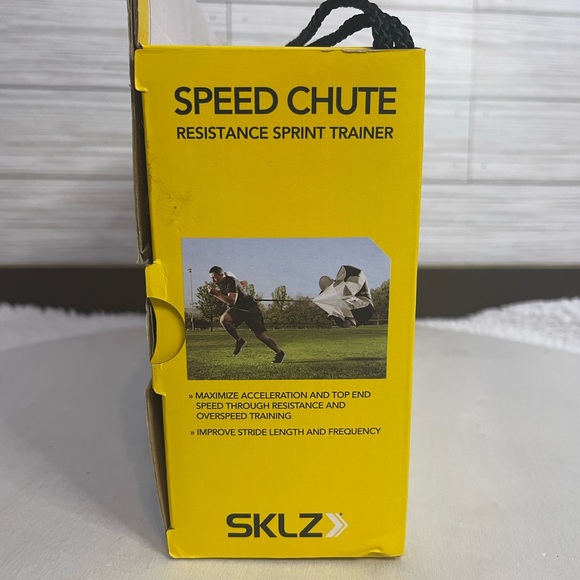 SPEED CHUTE
RESISTANCE SPRINT TRAINER
» MAXIMIZE ACCELERATION AND TOP END
SPEED THROUGH RESISTANCE AND
OVERSPEED TRAINING
» IMPROVE STRIDE LENGTH AND FREQUENCY
SKLZ